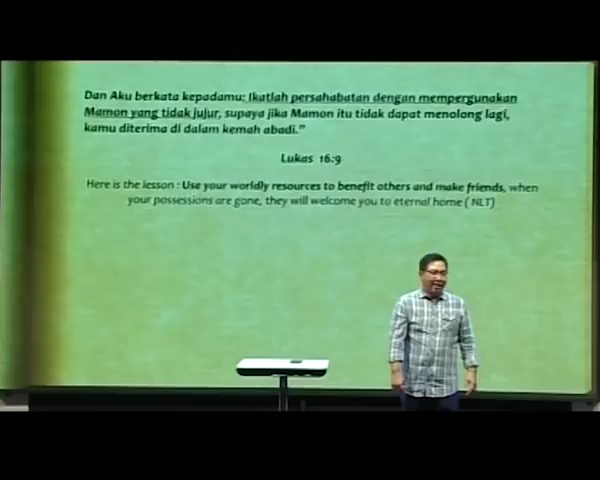 Dan Aku berkata kepadamu: Ikatlah persahabatan dengan mempergunakan
Mamon yang tidak jujur, supaya jika Mamon itu tidak dapat menolong lagi,
kamu diterima di dalam kemah abadi."
Lukas 16:9
Here is the lesson : Use your worldly resources to benefit others and make friends, when
your possessions are gone, they will welcome you to eternal home ( NLT)